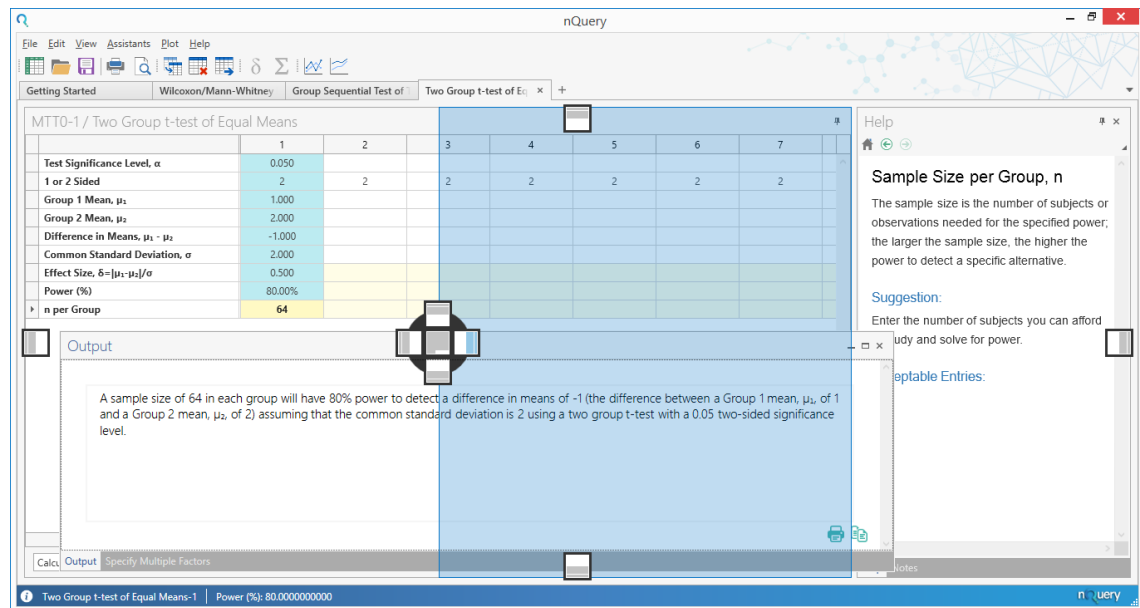 nQuery
File Edit View Assistants Plot Help
δ Σ
Getting Started Wilcoxon/Mann-Whitney Group Sequential Test of Two Group t-test of Eq × +
MTT0-1 / Two Group t-test of Equal Means
1 2 3 4 5 6 7
Test Significance Level, α 0.050
1 or 2 Sided 2 2 2 2 2 2 2
Group 1 Mean, μ₁ 1.000
Group 2 Mean, μ₂ 2.000
Difference in Means, μ₁ - μ₂ -1.000
Common Standard Deviation, σ 2.000
Effect Size, δ=|μ₁-μ₂|/σ 0.500
Power (%) 80.00%
n per Group 64
Output
A sample size of 64 in each group will have 80% power to detect a difference in means of -1 (the difference between a Group 1 mean, μ₁, of 1
and a Group 2 mean, μ₂, of 2) assuming that the common standard deviation is 2 using a two group t-test with a 0.05 two-sided significance
level.
Calcu Output Specify Multiple Factors
Help
Sample Size per Group, n
The sample size is the number of subjects or
observations needed for the specified power;
the larger the sample size, the higher the
power to detect a specific alternative.
Suggestion:
Enter the number of subjects you can afford
udy and solve for power.
eptable Entries:
Notes
Two Group t-test of Equal Means-1 Power (%): 80.0000000000
nQuery